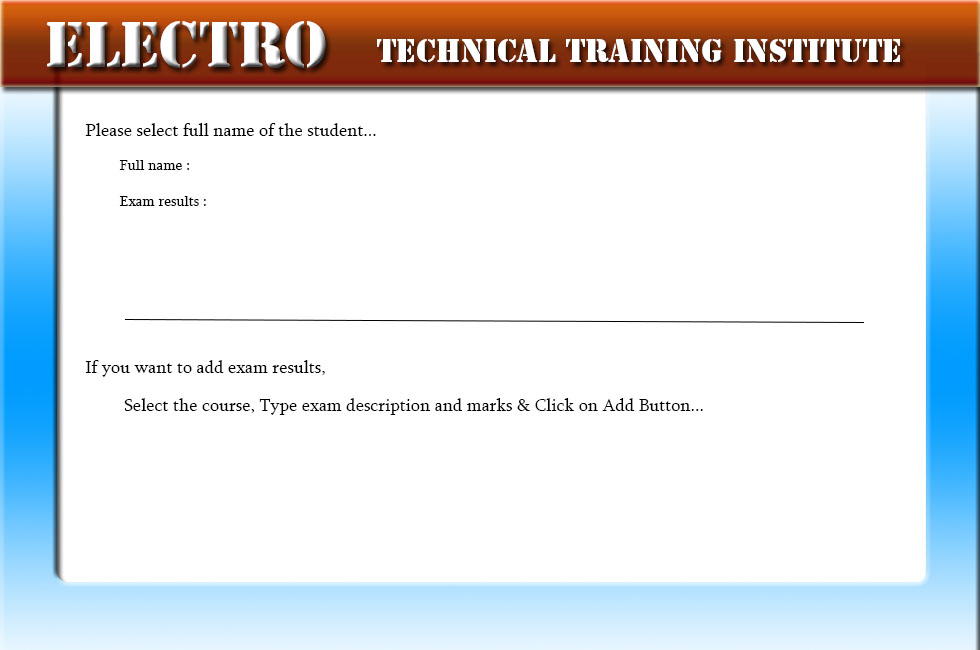 ELECTRO TECHNICAL TRAINING INSTITUTE
Please select full name of the student...
Full name :
Exam results :
If you want to add exam results,
Select the course, Type exam description and marks & Click on Add Button...